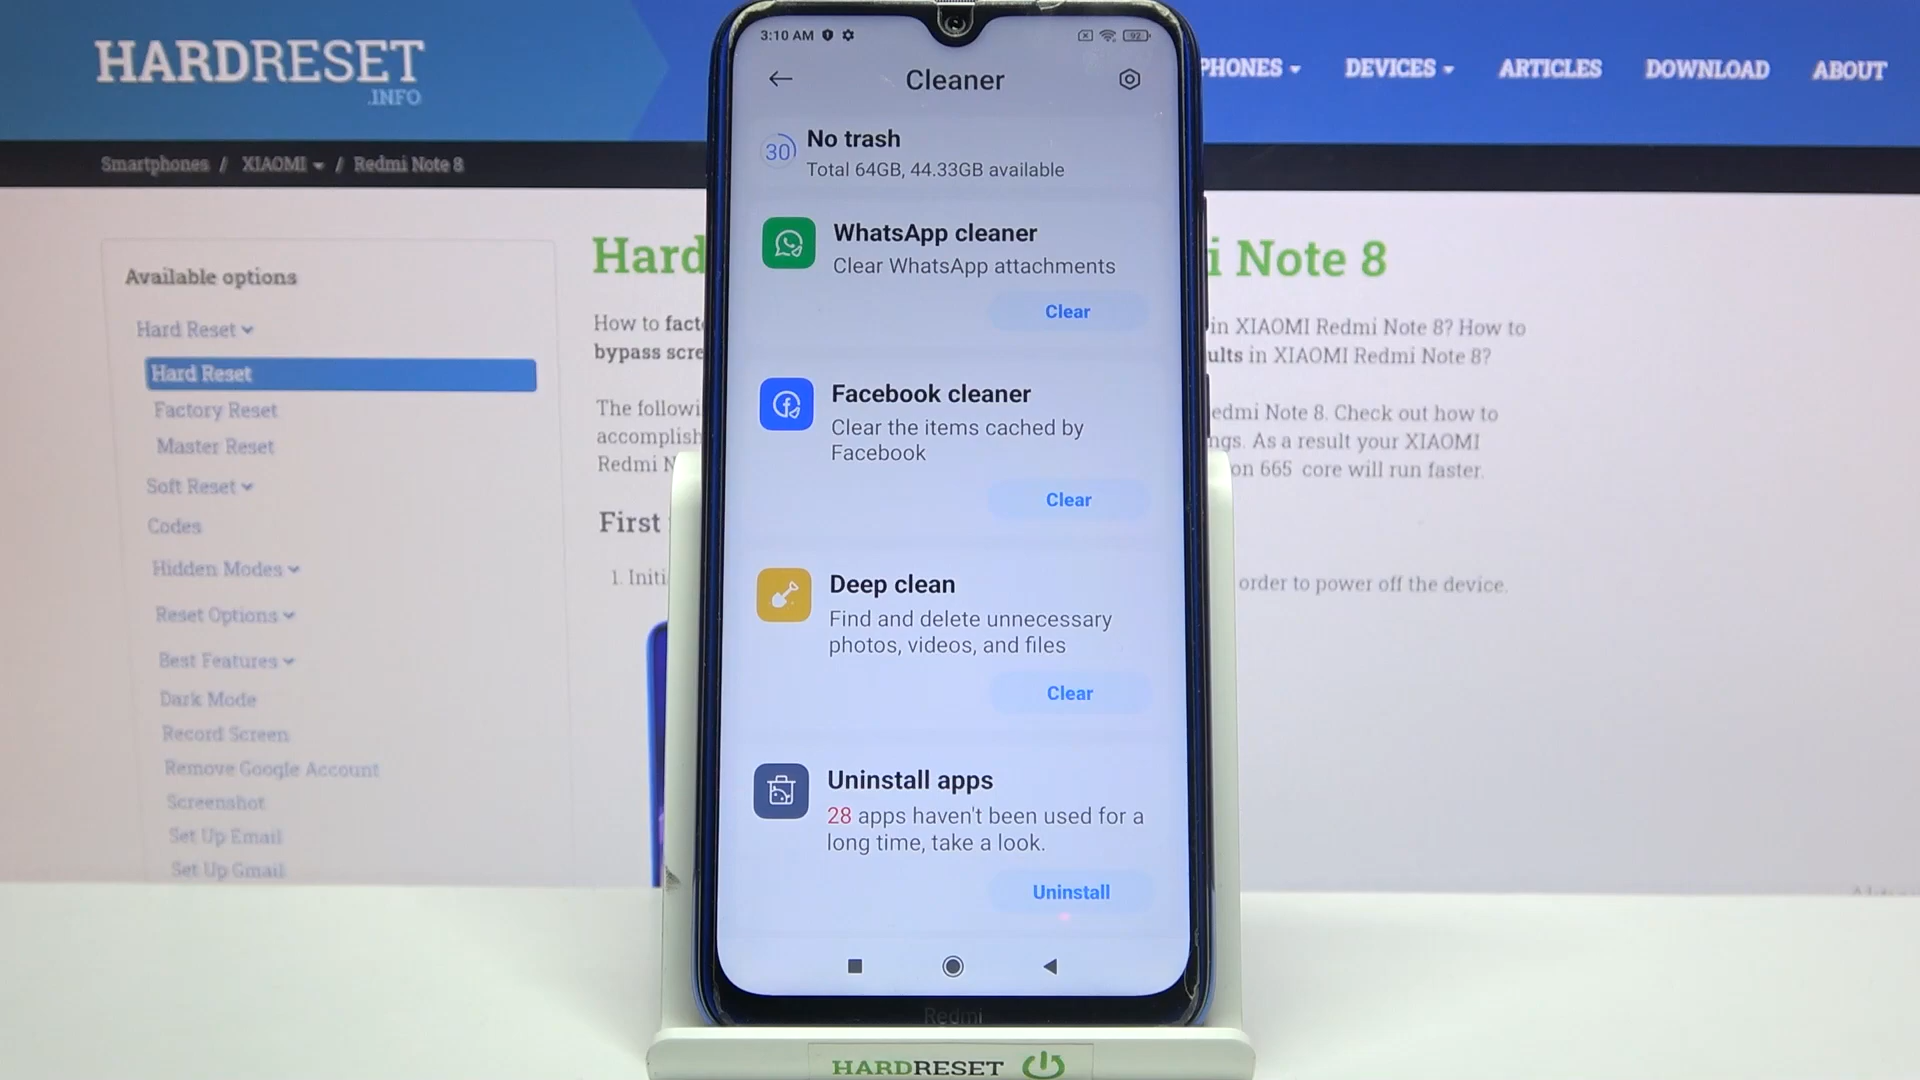 HARDRESET
.INFO
PHONES
DEVICES
ARTICLES
DOWNLOAD
ABOUT
Smartphones / XIAOMI / Redmi Note 8
Available options
Hard Reset
Hard Reset
Factory Reset
Master Reset
Soft Reset
Codes
Hidden Modes
Reset Options
Best Features
Dark Mode
Record Screen
Remove Google Account
Screenshot
Set Up Email
Set Up Gmail
Hard
i Note 8
How to fact
in XIAOMI Redmi Note 8? How to
bypass scre
ults in XIAOMI Redmi Note 8?
The followi
edmi Note 8. Check out how to
accomplish
ngs. As a result your XIAOMI
Redmi N
on 665 core will run faster.
First
1. Initi
order to power off the device.
3:10 AM
92
Cleaner
30
No trash
Total 64GB, 44.33GB available
WhatsApp cleaner
Clear WhatsApp attachments
Clear
Facebook cleaner
Clear the items cached by
Facebook
Clear
Deep clean
Find and delete unnecessary
photos, videos, and files
Clear
Uninstall apps
28 apps haven't been used for a
long time, take a look.
Uninstall
Redmi
HARDRESET